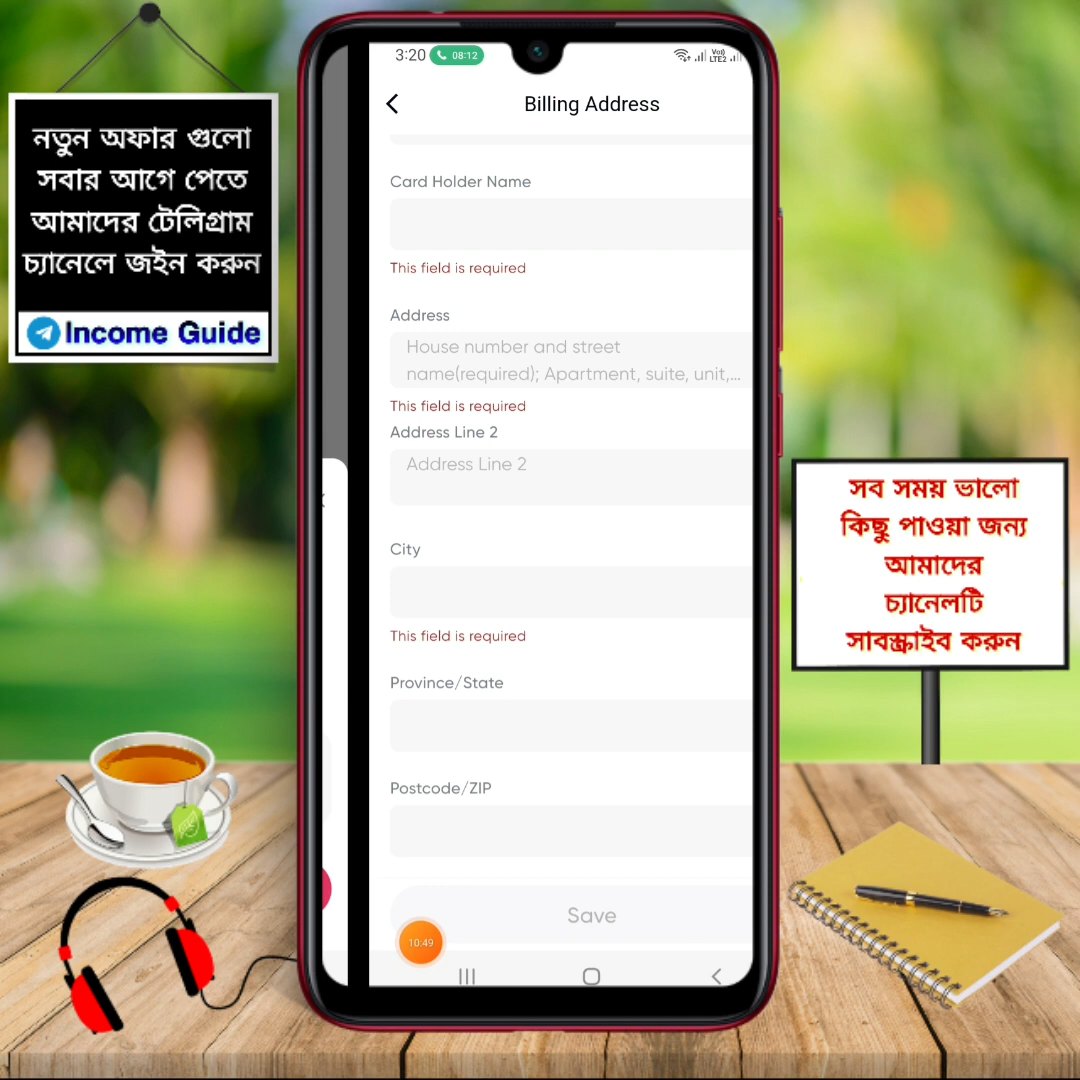 নতুন অফার গুলো
সবার আগে পেতে
আমাদের টেলিগ্রাম
চ্যানেলে জইন করুন
Income Guide
3:20
08:12
Vo))
LTE2
Billing Address
Card Holder Name
This field is required
Address
House number and street
name(required); Apartment, suite, unit,...
This field is required
Address Line 2
Address Line 2
City
This field is required
Province/State
Postcode/ZIP
Save
10:49
সব সময় ভালো
কিছু পাওয়া জন্য
আমাদের
চ্যানেলটি
সাবস্ক্রাইব করুন